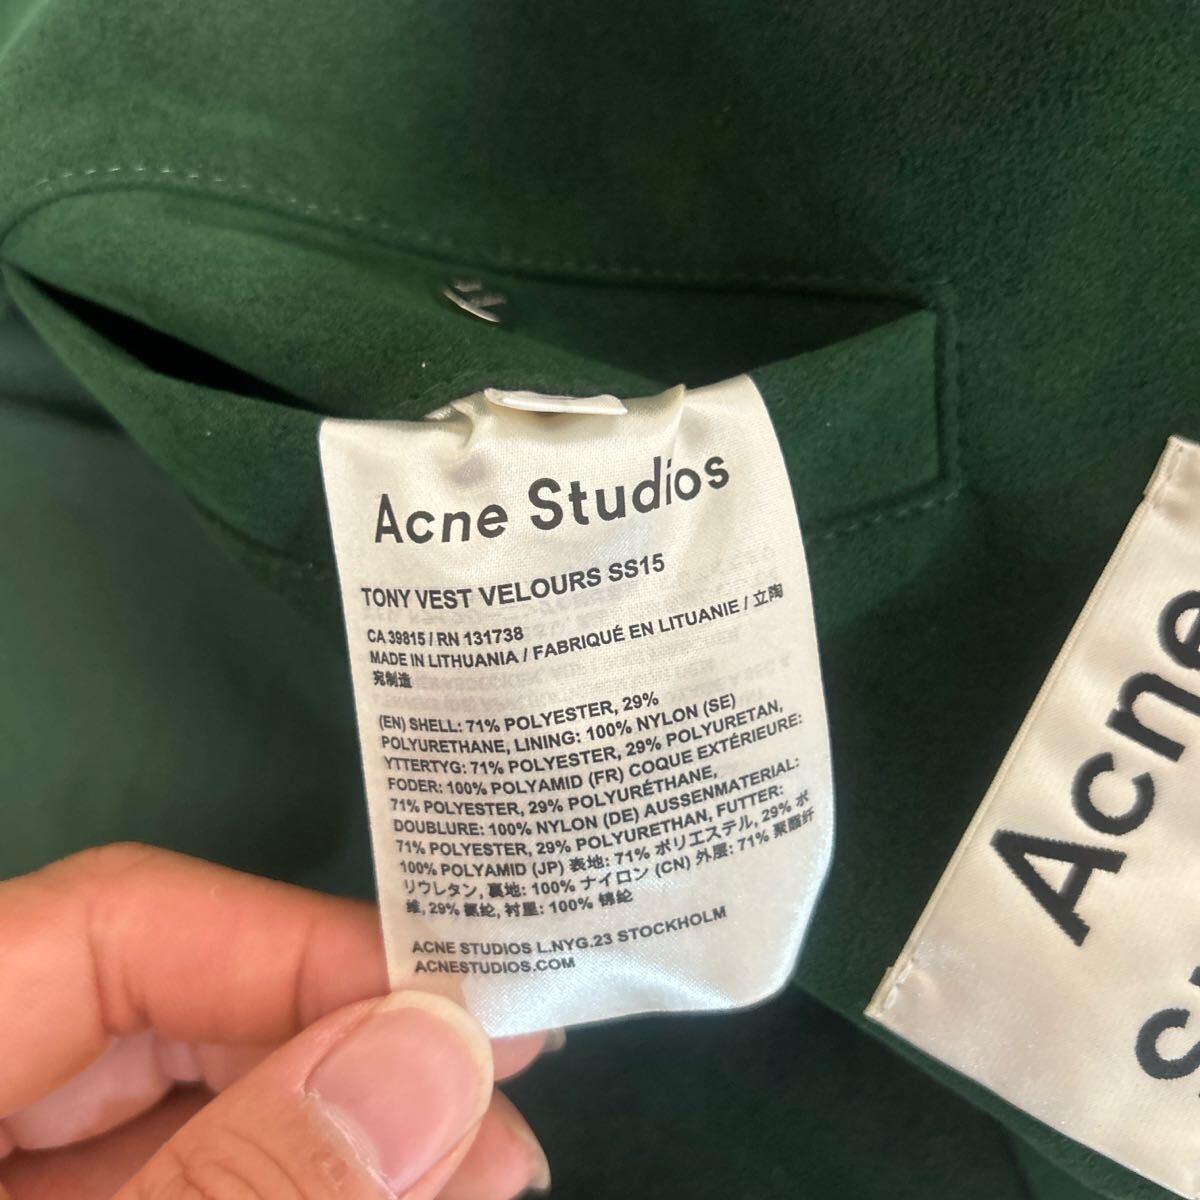 Acne Studios
TONY VEST VELOURS SS15
CA 39815 / RN 131738
MADE IN LITHUANIA / FABRIQUÉ EN LITUANIE / 立陶
宛制造
(EN) SHELL: 71% POLYESTER, 29%
POLYURETHANE, LINING: 100% NYLON (SE)
YTTERTYG: 71% POLYESTER, 29% POLYURETAN,
FODER: 100% POLYAMID (FR) COQUE EXTÉRIEURE:
71% POLYESTER, 29% POLYURÉTHANE,
DOUBLURE: 100% NYLON (DE) AUSSENMATERIAL:
71% POLYESTER, 29% POLYURETHAN, FUTTER:
100% POLYAMID (JP) 表地: 71% ポリエステル, 29% ポ
リウレタン, 裏地: 100% ナイロン (CN) 外层: 71% 聚酯纤
维, 29% 氨纶, 衬里: 100% 锦纶
ACNE STUDIOS L.NYG.23 STOCKHOLM
ACNESTUDIOS.COM
Acne